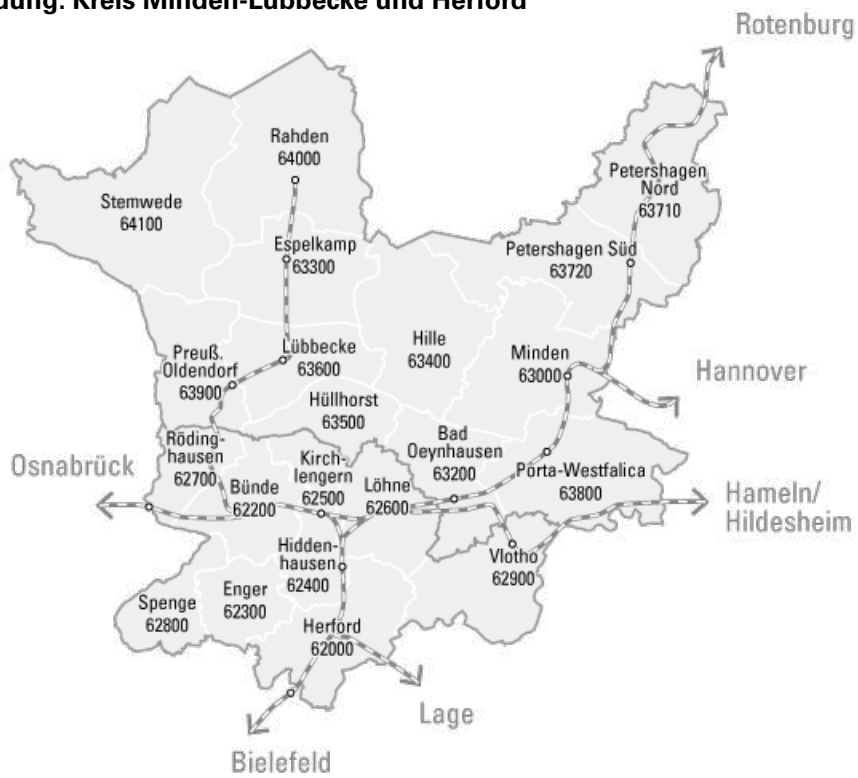 dung: Kreis Minden-Lübbecke und Herford
Rotenburg
Rahden
64000
Stemwede
64100
Petershagen
Nord
63710
Espelkamp
63300
Petershagen Süd
63720
Preuß.
Oldendorf
63900
Lübbecke
63600
Hille
63400
Minden
63000
Hannover
Hüllhorst
63500
Röding-
hausen
62700
Bad
Oeynhausen
63200
Osnabrück
Bünde
62200
Kirch-
lengern
62500
Löhne
62600
Porta-Westfalica
63800
Hameln/
Hildesheim
Hidden-
hausen
62400
Vlotho
62900
Spenge
62800
Enger
62300
Herford
62000
Lage
Bielefeld